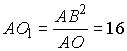 AO₁ = AB²/AO = 16